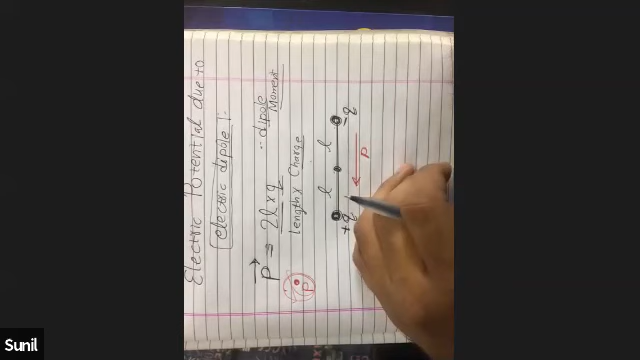 Electric Potential due to
electric dipole :-
P ⇒ 2l × q ∴ dipole
Moment
length × Charge
P
l l
+q -q
P
Sunil